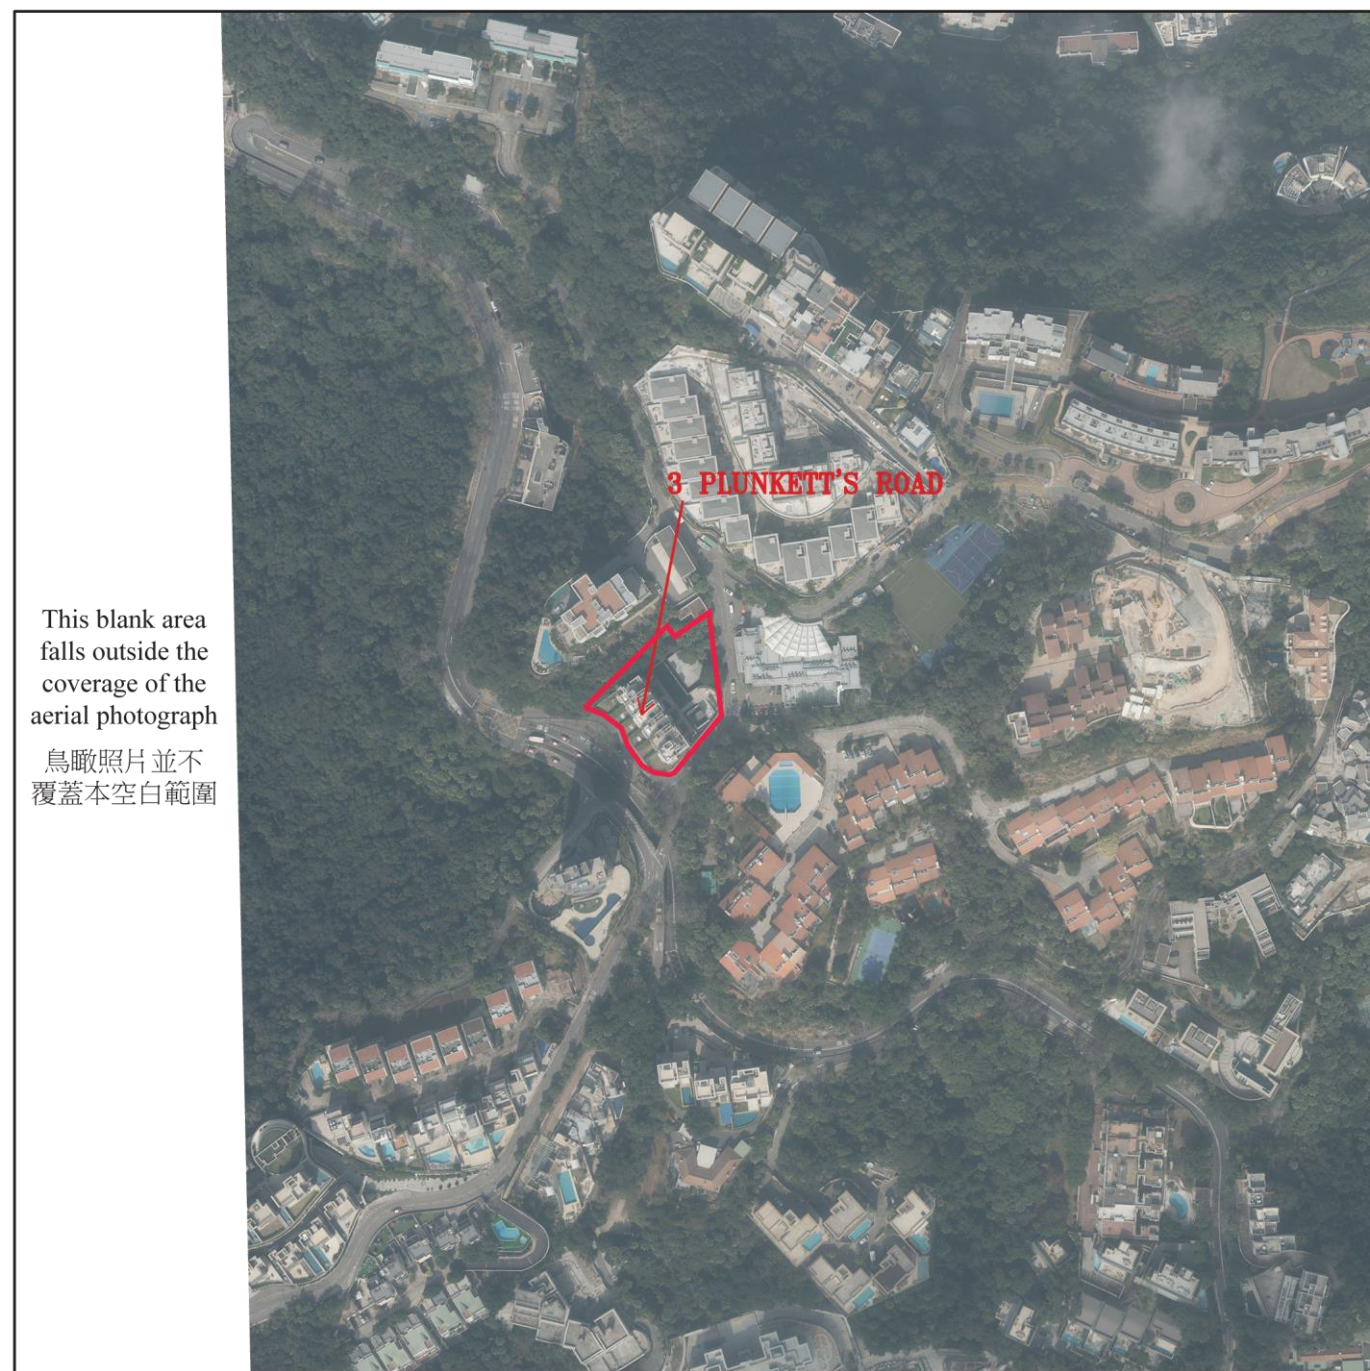 3 PLUNKETT'S ROAD
This blank area
falls outside the
coverage of the
aerial photograph
鳥瞰照片並不
覆蓋本空白範圍